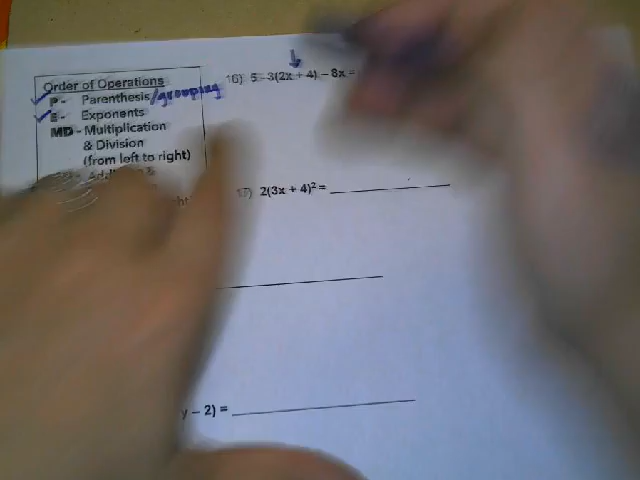 Order of Operations
P - Parenthesis /grouping
E - Exponents
MD - Multiplication
& Division
(from left to right)
&
16) 5 - 3(2x + 4) - 8x =
17) 2(3x + 4)² =
y - 2) =